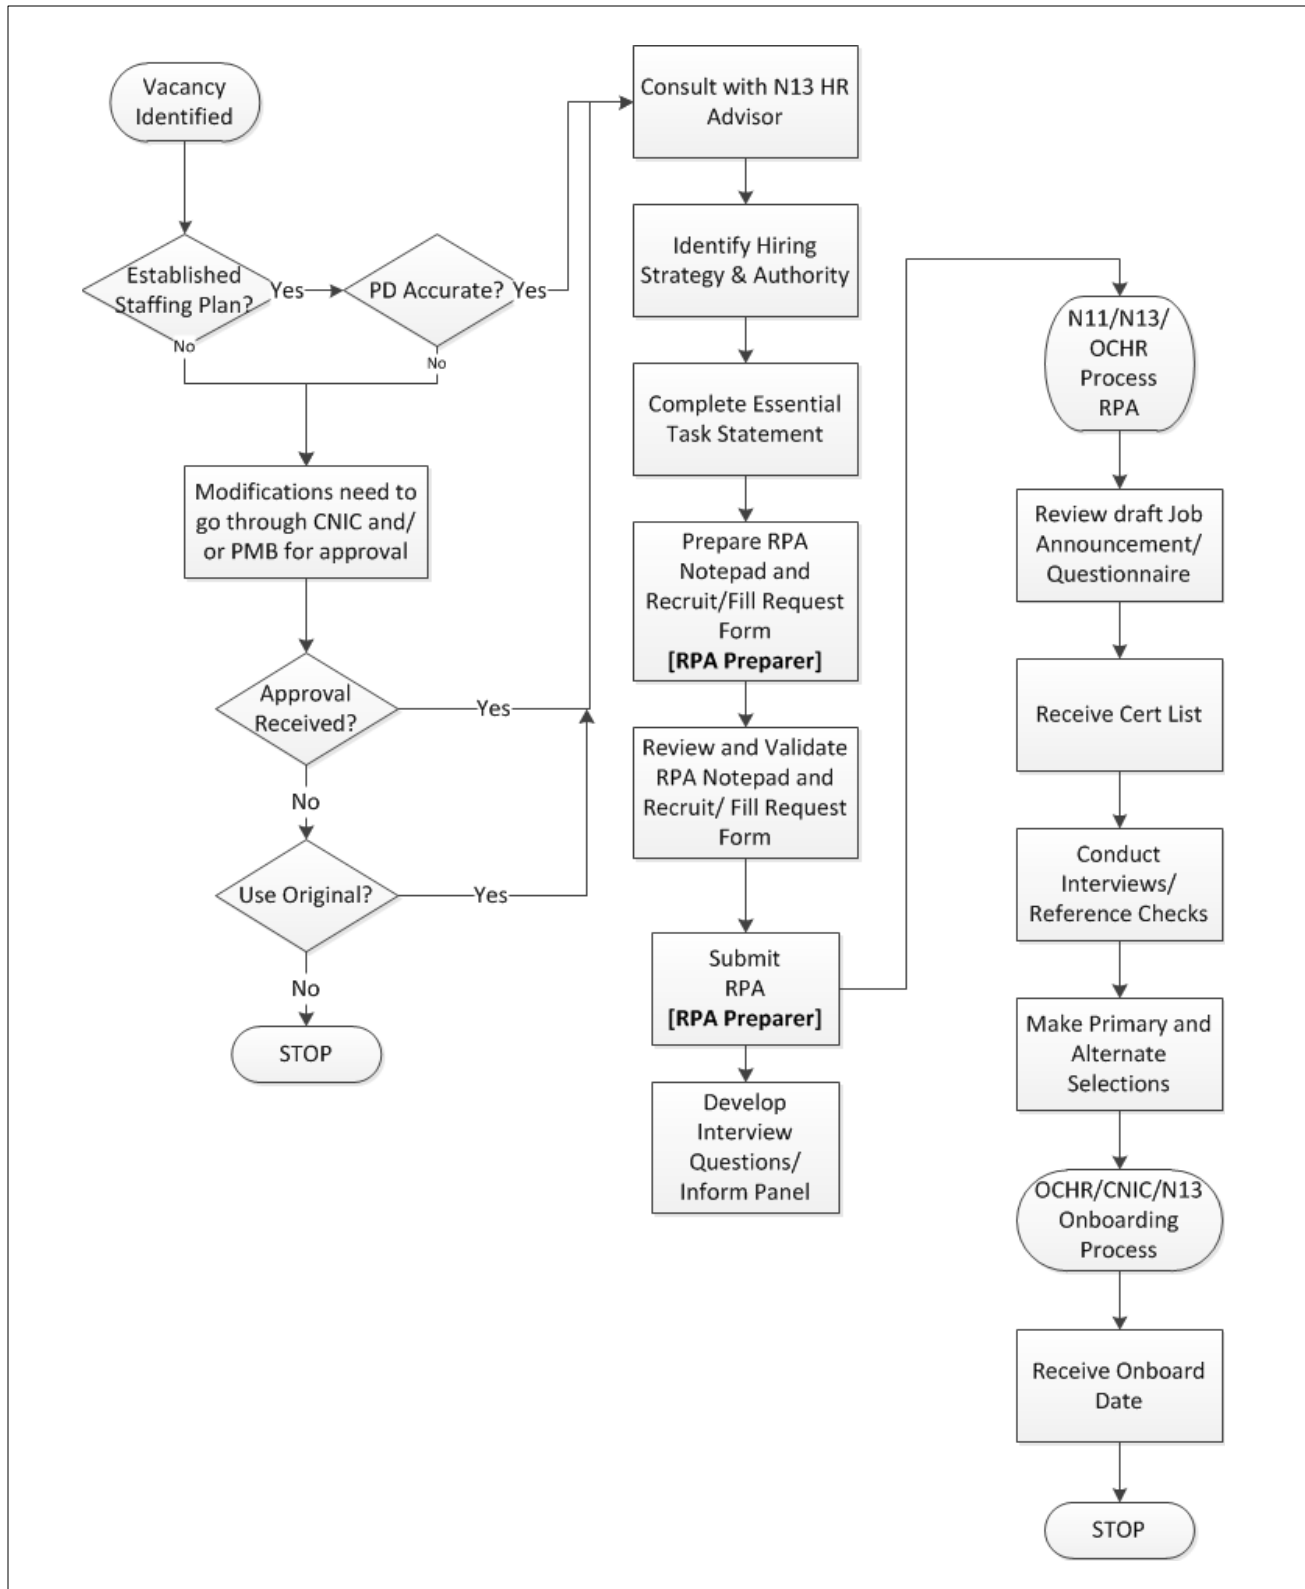 Vacancy
Identified
Established
Staffing Plan?
Yes
No
PD Accurate?
Yes
No
Modifications need to
go through CNIC and/
or PMB for approval
Approval
Received?
Yes
No
Use Original?
Yes
No
STOP
Consult with N13 HR
Advisor
Identify Hiring
Strategy & Authority
Complete Essential
Task Statement
Prepare RPA
Notepad and
Recruit/Fill Request
Form
[RPA Preparer]
Review and Validate
RPA Notepad and
Recruit/ Fill Request
Form
Submit
RPA
[RPA Preparer]
Develop
Interview
Questions/
Inform Panel
N11/N13/
OCHR
Process
RPA
Review draft Job
Announcement/
Questionnaire
Receive Cert List
Conduct
Interviews/
Reference Checks
Make Primary and
Alternate
Selections
OCHR/CNIC/N13
Onboarding
Process
Receive Onboard
Date
STOP